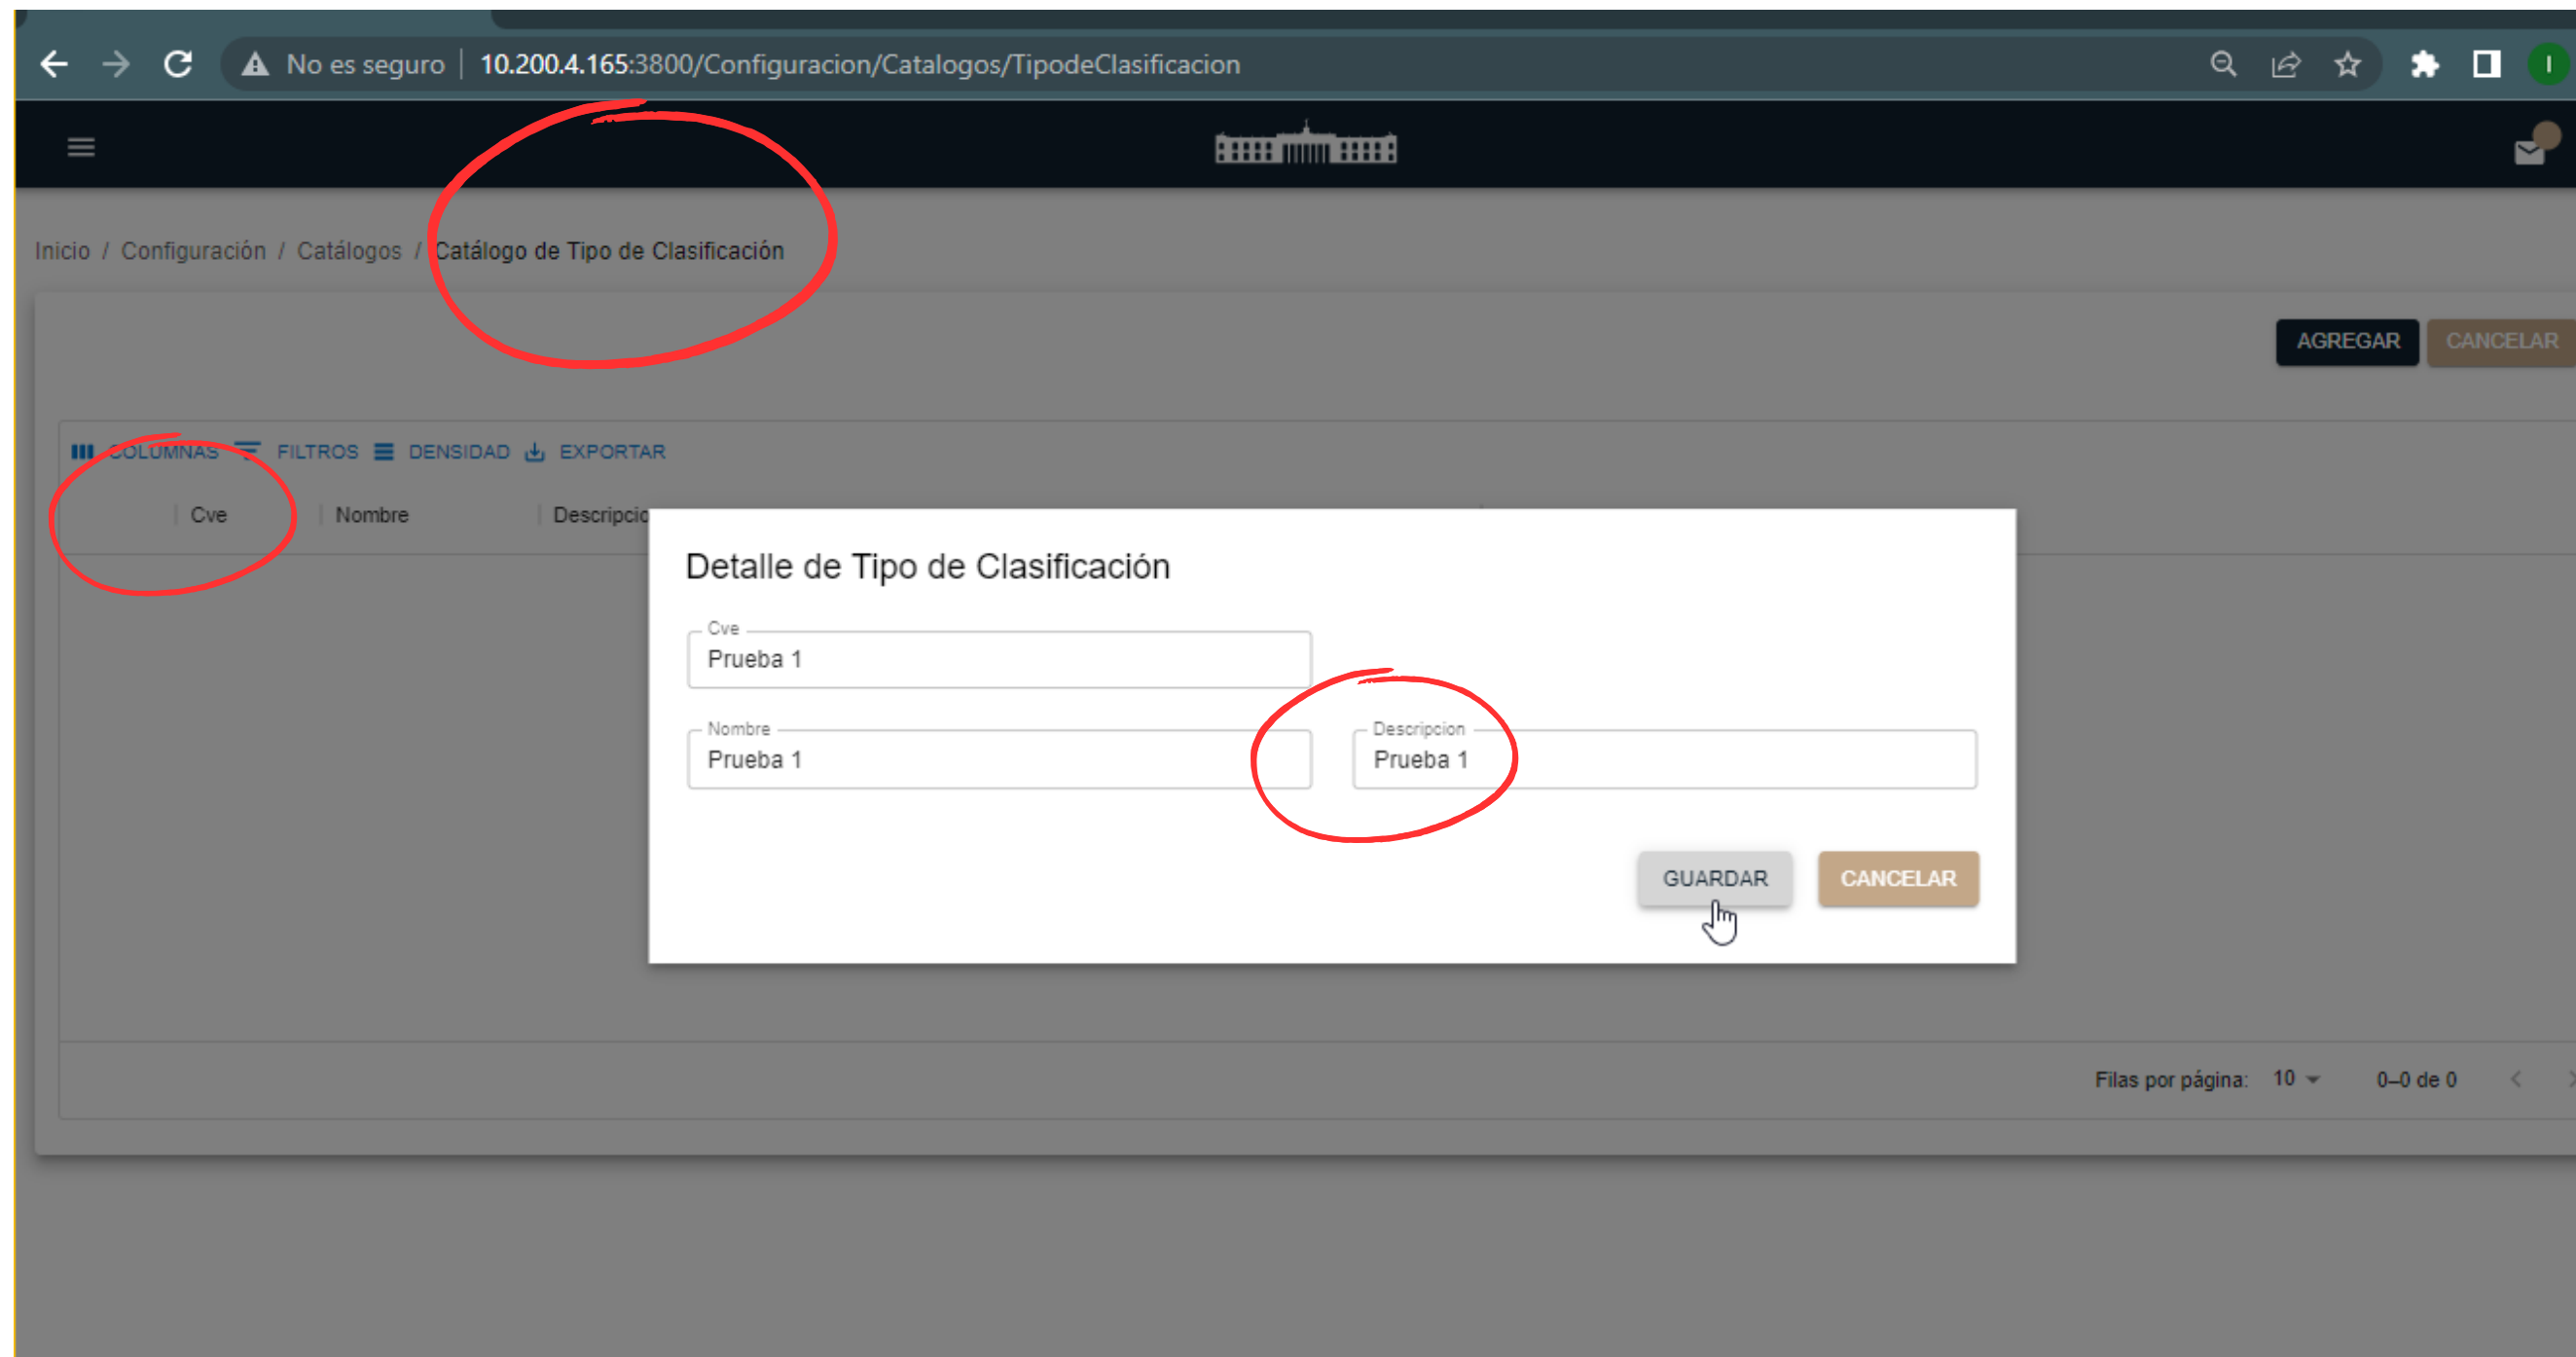 No es seguro | 10.200.4.165:3800/Configuracion/Catalogos/TipodeClasificacion
I
Inicio / Configuración / Catálogos / Catálogo de Tipo de Clasificación
AGREGAR CANCELAR
COLUMNAS FILTROS DENSIDAD EXPORTAR
Cve Nombre Descripcio
Detalle de Tipo de Clasificación
Cve
Prueba 1
Nombre Descripcion
Prueba 1 Prueba 1
GUARDAR CANCELAR
Filas por página: 10 0–0 de 0